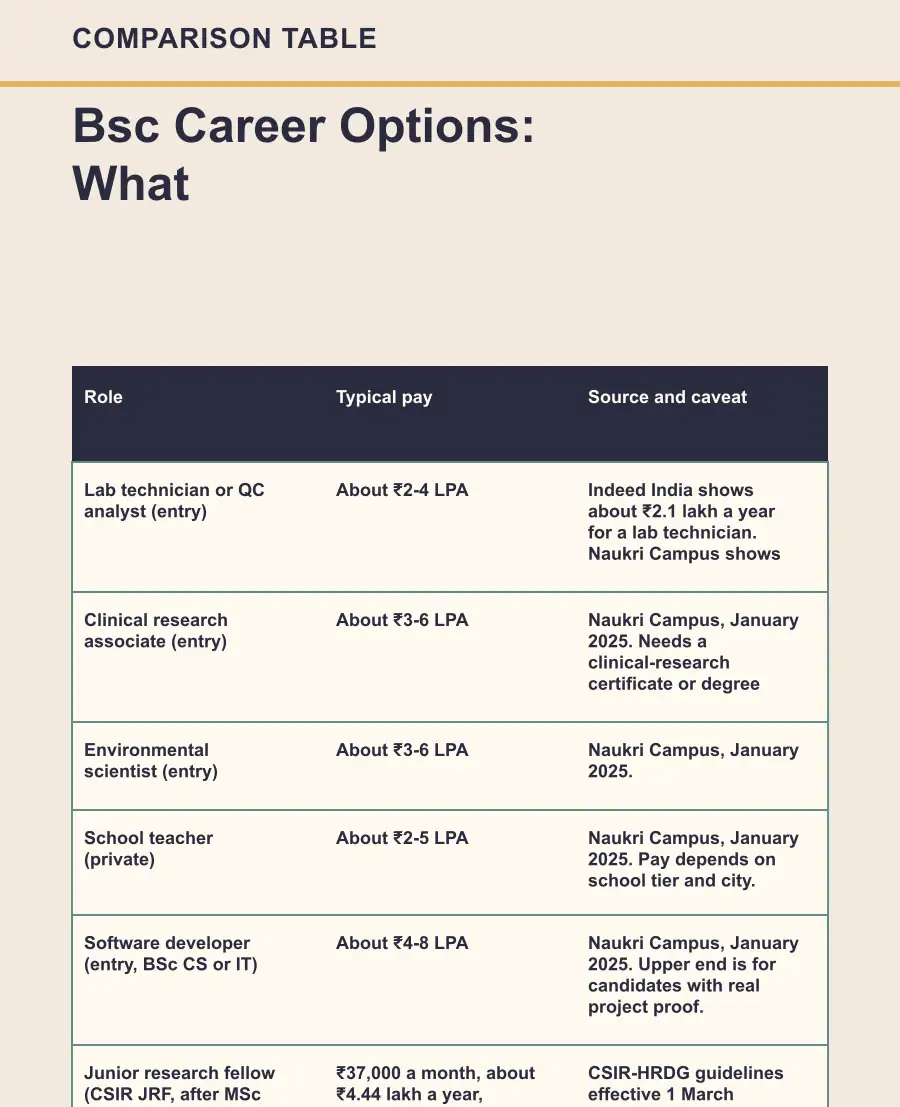 COMPARISON TABLE
Bsc Career Options:
What
Role
Typical pay
Source and caveat
Lab technician or QC
analyst (entry)
About ₹2-4 LPA
Indeed India shows
about ₹2.1 lakh a year
for a lab technician.
Naukri Campus shows
Clinical research
associate (entry)
About ₹3-6 LPA
Naukri Campus, January
2025. Needs a
clinical-research
certificate or degree
Environmental
scientist (entry)
About ₹3-6 LPA
Naukri Campus, January
2025.
School teacher
(private)
About ₹2-5 LPA
Naukri Campus, January
2025. Pay depends on
school tier and city.
Software developer
(entry, BSc CS or IT)
About ₹4-8 LPA
Naukri Campus, January
2025. Upper end is for
candidates with real
project proof.
Junior research fellow
(CSIR JRF, after MSc
₹37,000 a month, about
₹4.44 lakh a year,
CSIR-HRDG guidelines
effective 1 March